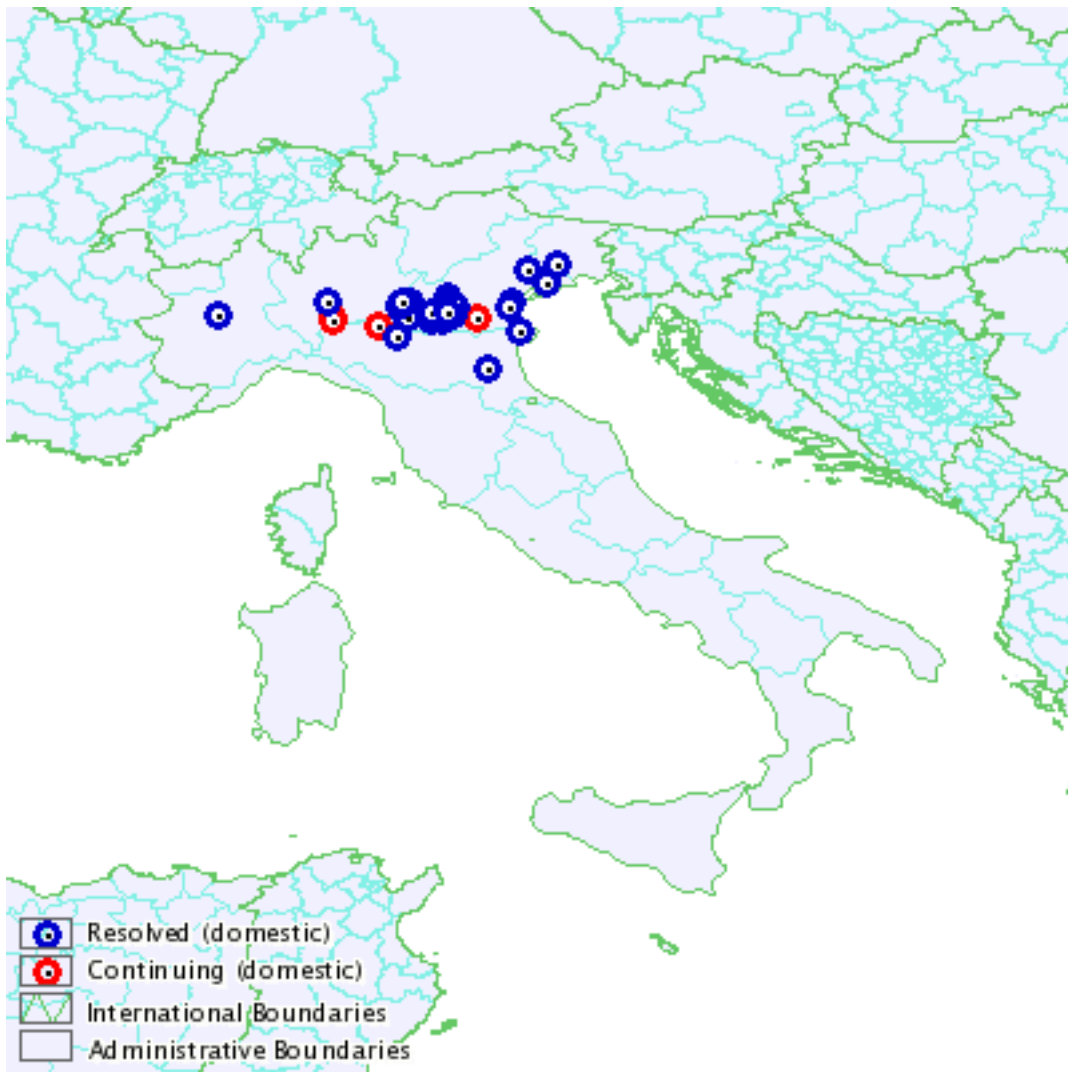 Resolved (domestic)
Continuing (domestic)
International Boundaries
Administrative Boundaries